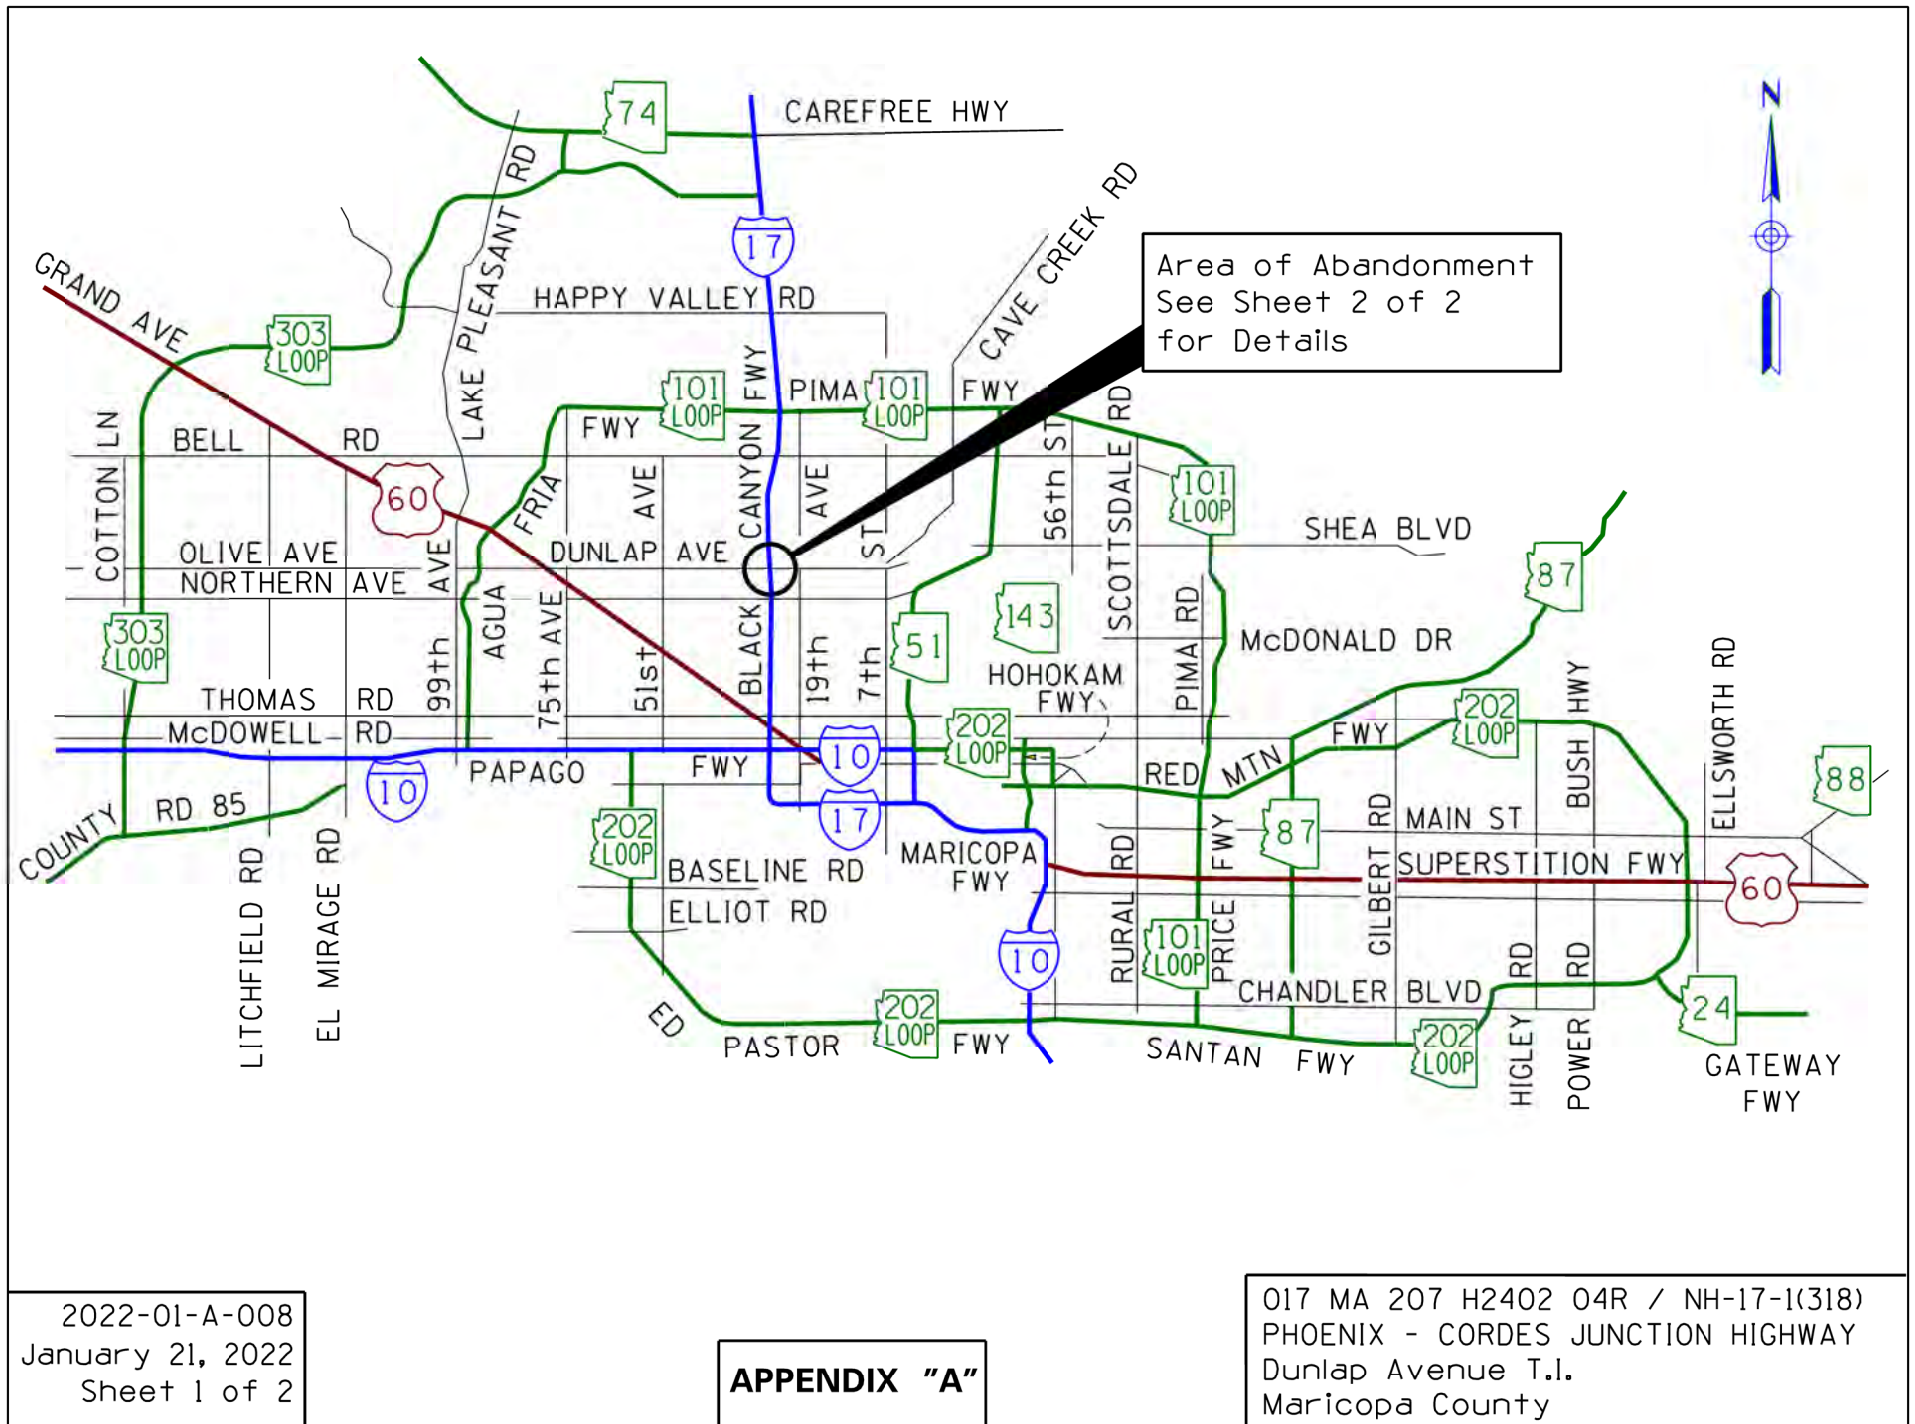 N
74
CAREFREE HWY
LAKE PLEASANT RD
17
CAVE CREEK RD
Area of Abandonment
See Sheet 2 of 2
for Details
GRAND AVE
HAPPY VALLEY RD
303
LOOP
101
LOOP
PIMA
101
LOOP
FWY
FWY
BLACK CANYON FWY
COTTON LN
BELL RD
60
AGUA FRIA
51st AVE
19th AVE
7th ST
56th ST
SCOTTSDALE RD
101
LOOP
SHEA BLVD
OLIVE AVE
DUNLAP AVE
NORTHERN AVE
99th AVE
75th AVE
87
143
303
LOOP
51
PIMA RD
McDONALD DR
HOHOKAM
FWY
THOMAS RD
McDOWELL RD
202
LOOP
FWY
202
LOOP
BUSH HWY
ELLSWORTH RD
10
PAPAGO FWY
10
RED MTN
88
COUNTY RD 85
17
202
LOOP
87
GILBERT RD
MAIN ST
SUPERSTITION FWY
MARICOPA
FWY
BASELINE RD
ELLIOT RD
60
LITCHFIELD RD
EL MIRAGE RD
RURAL RD
PRICE FWY
101
LOOP
10
CHANDLER BLVD
HIGLEY RD
POWER RD
24
ED PASTOR FWY
202
LOOP
SANTAN FWY
202
LOOP
GATEWAY
FWY
2022-01-A-008
January 21, 2022
Sheet 1 of 2
APPENDIX "A"
017 MA 207 H2402 04R / NH-17-1(318)
PHOENIX - CORDES JUNCTION HIGHWAY
Dunlap Avenue T.I.
Maricopa County